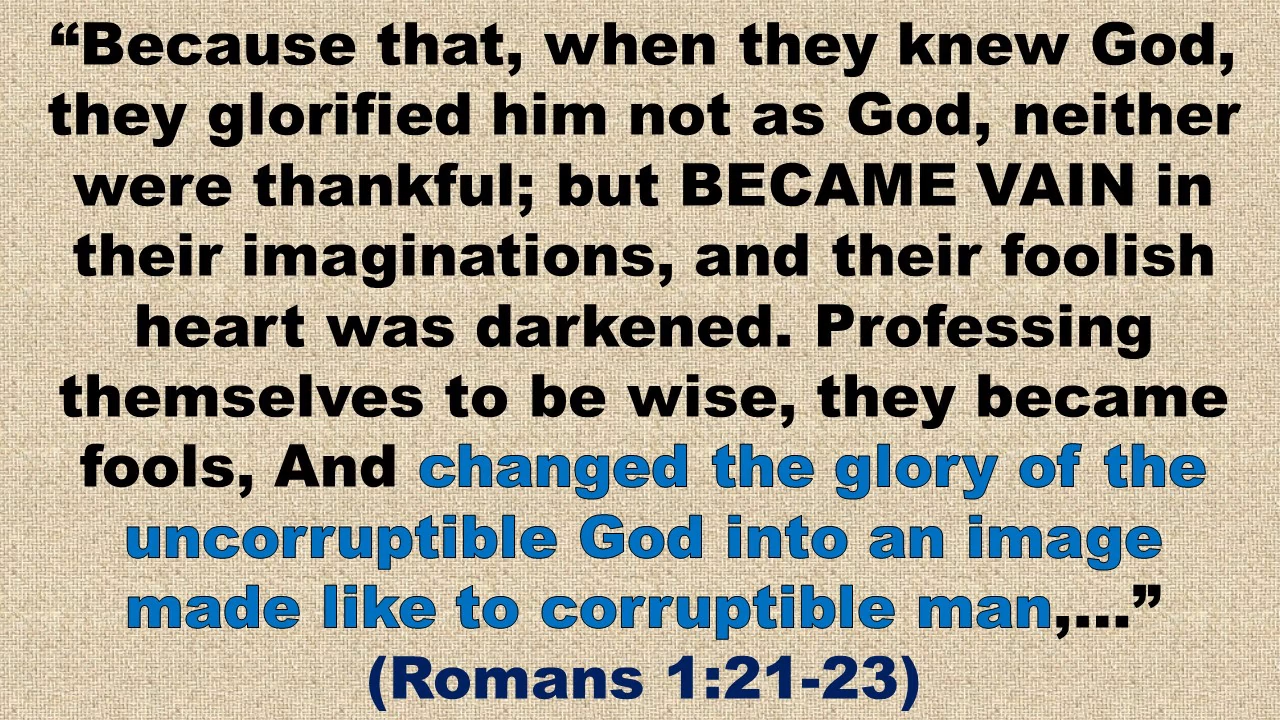 “Because that, when they knew God,
they glorified him not as God, neither
were thankful; but BECAME VAIN in
their imaginations, and their foolish
heart was darkened. Professing
themselves to be wise, they became
fools, And changed the glory of the
uncorruptible God into an image
made like to corruptible man,…”
(Romans 1:21-23)